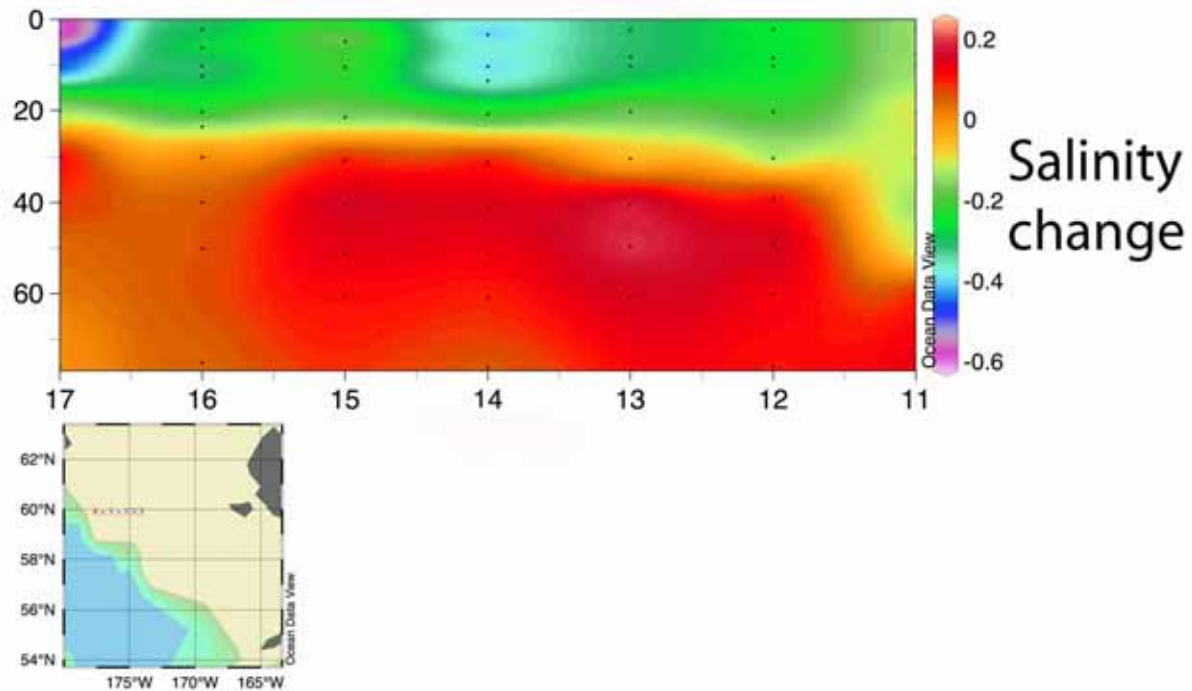 0
20
40
60
17 16 15 14 13 12 11
0.2
0
-0.2
-0.4
-0.6
Ocean Data View
Salinity
change
62°N
60°N
58°N
56°N
54°N
175°W 170°W 165°W
Ocean Data View